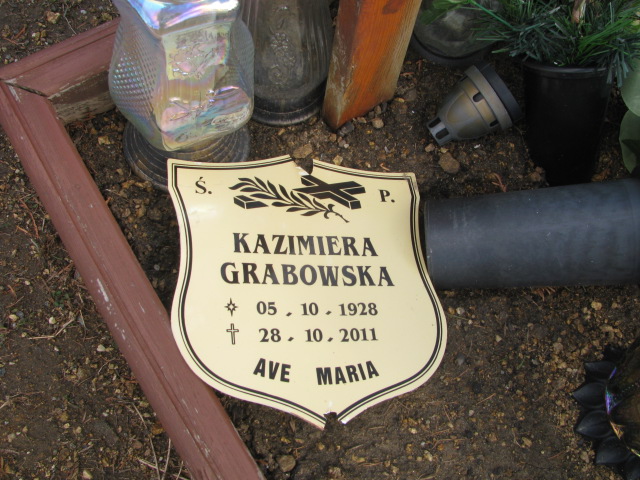 Ś. P.
KAZIMIERA
GRABOWSKA
05 . 10 . 1928
28 . 10 . 2011
AVE MARIA